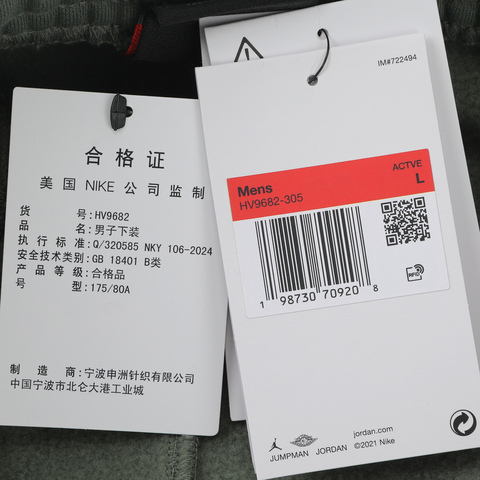 合格证
美国 NIKE 公司监制
货号:HV9682
品名:男子下装
执行标准:Q/320585 NKY 106-2024
安全技术类别:GB 18401 B类
产品等级:合格品
号型:175/80A
制造商:宁波申洲针织有限公司
中国宁波市北仑大港工业城
IM#722494
ACTVE
Mens L
HV9682-305
1 98730 70920 8
RFID
jordan.com
©2021 Nike
JUMPMAN JORDAN